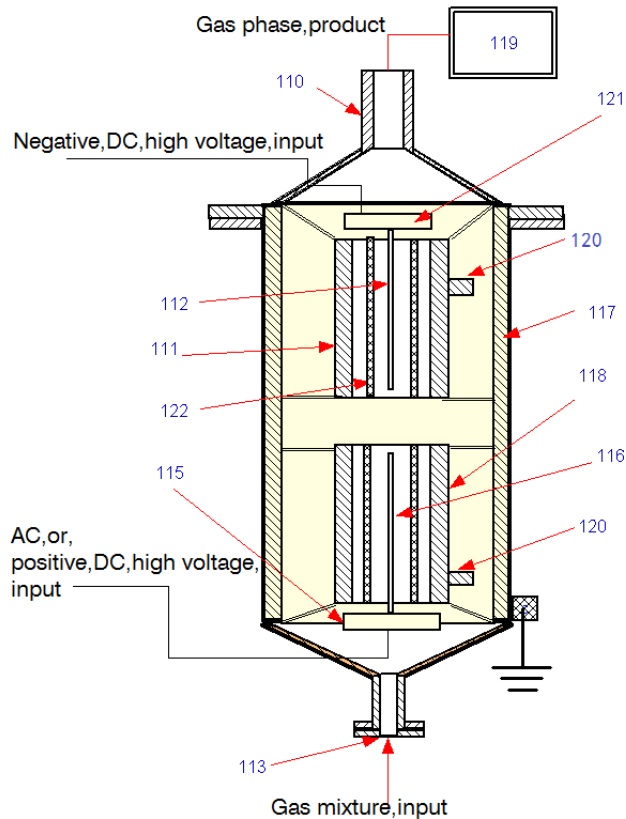 Gas phase,product
119
110
121
Negative,DC,high voltage,input
120
112
117
111
118
122
116
115
AC,or,
positive,DC,high voltage,
input
120
113
Gas mixture,input